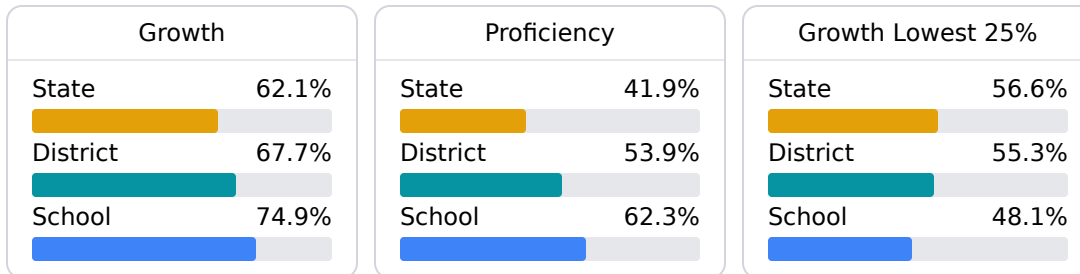 Growth
State 62.1%
District 67.7%
School 74.9%
Proficiency
State 41.9%
District 53.9%
School 62.3%
Growth Lowest 25%
State 56.6%
District 55.3%
School 48.1%